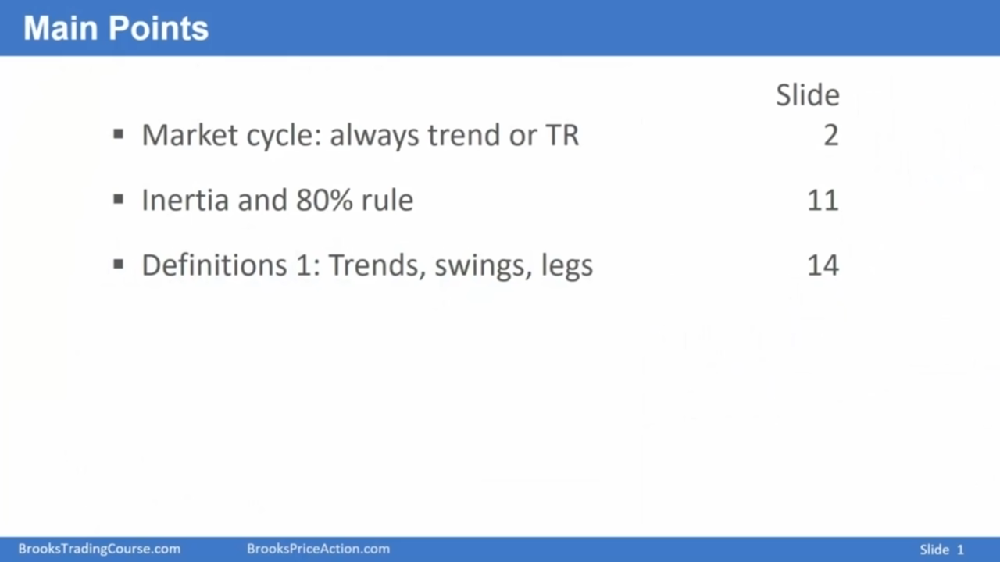 Main Points
Slide
▪ Market cycle: always trend or TR 2
▪ Inertia and 80% rule 11
▪ Definitions 1: Trends, swings, legs 14
BrooksTradingCourse.com BrooksPriceAction.com Slide 1